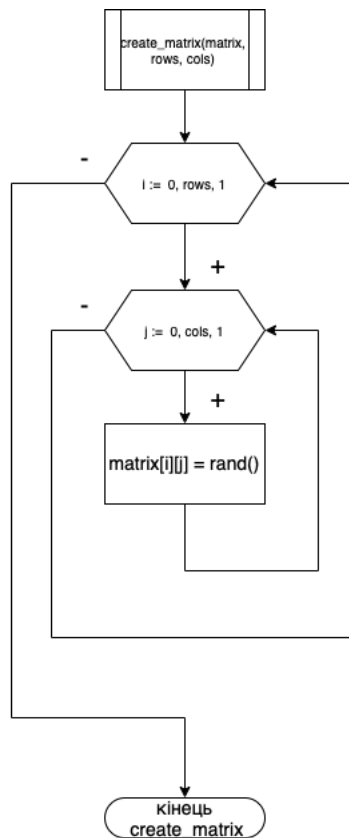 create_matrix(matrix,
rows, cols)
-
i := 0, rows, 1
+
-
j := 0, cols, 1
+
matrix[i][j] = rand()
кінець
create_matrix